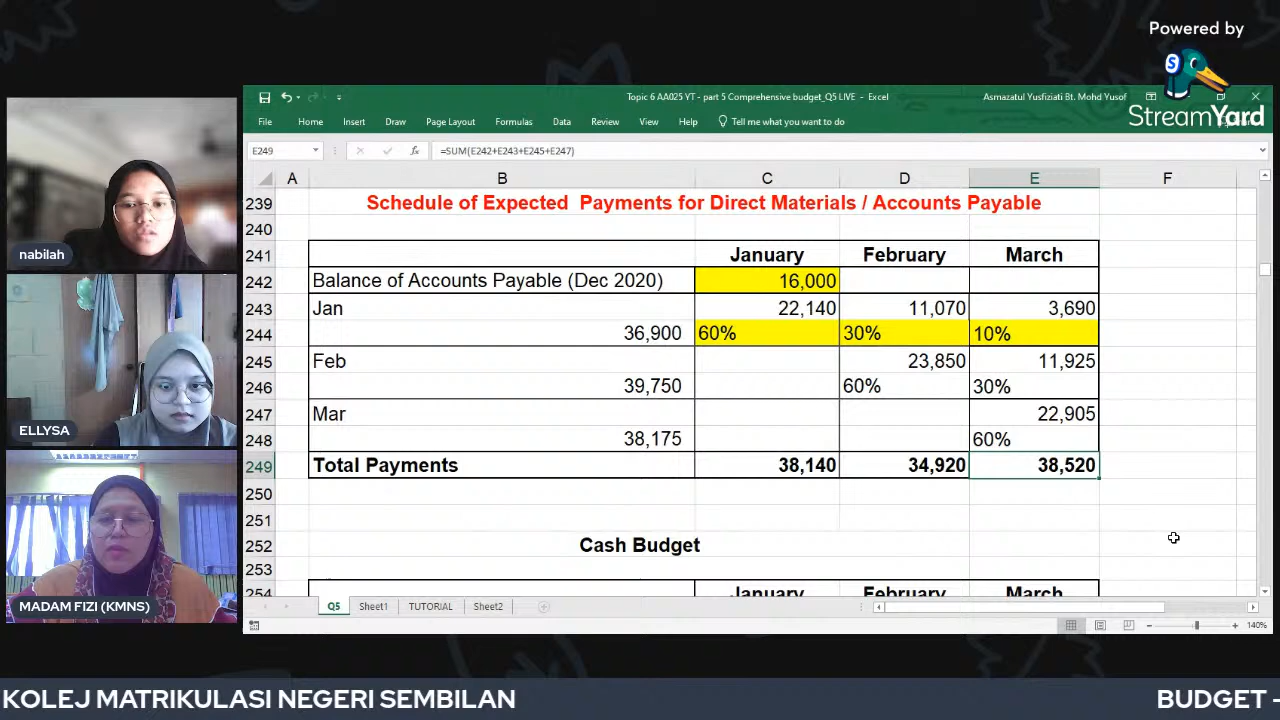 Powered by
StreamYard
Topic 6 AA025 YT - part 5 Comprehensive budget_Q5 LIVE - Excel
Asmazatul Yusfiziati Bt. Mohd Yusof
File Home Insert Draw Page Layout Formulas Data Review View Help Tell me what you want to do
E249 fx =SUM(E242+E243+E245+E247)
A B C D E F
239 Schedule of Expected Payments for Direct Materials / Accounts Payable
240
241 January February March
242 Balance of Accounts Payable (Dec 2020) 16,000
243 Jan 22,140 11,070 3,690
244 36,900 60% 30% 10%
245 Feb 23,850 11,925
246 39,750 60% 30%
247 Mar 22,905
248 38,175 60%
249 Total Payments 38,140 34,920 38,520
250
251
252 Cash Budget
253
254 January February March
Q5 Sheet1 TUTORIAL Sheet2
140%
nabilah
ELLYSA
MADAM FIZI (KMNS)
KOLEJ MATRIKULASI NEGERI SEMBILAN
BUDGET -